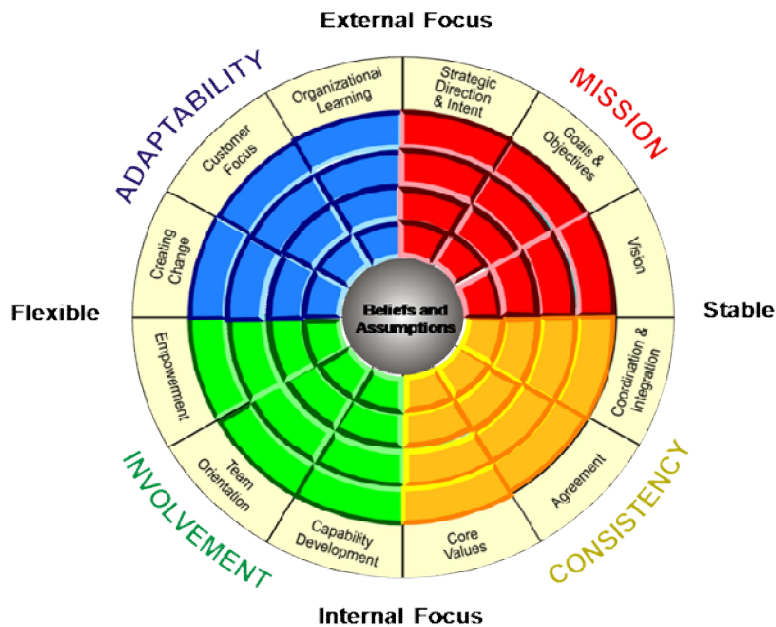 External Focus
ADAPTABILITY
MISSION
Organizational
Learning
Strategic
Direction
& Intent
Customer
Focus
Goals &
Objectives
Creating
Change
Vision
Flexible
Beliefs and
Assumptions
Stable
Empowerment
Coordination &
integration
Team
Orientation
Agreement
Capability
Development
Core
Values
INVOLVEMENT
CONSISTENCY
Internal Focus